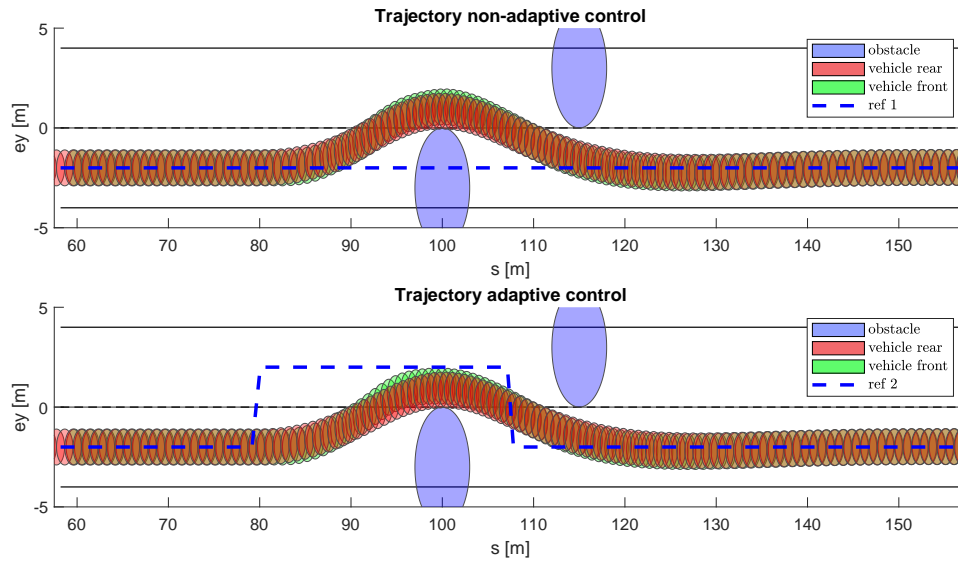 Trajectory non-adaptive control
5
0
-5
ey [m]
obstacle
vehicle rear
vehicle front
ref 1
60 70 80 90 100 110 120 130 140 150
s [m]
Trajectory adaptive control
5
0
-5
ey [m]
obstacle
vehicle rear
vehicle front
ref 2
60 70 80 90 100 110 120 130 140 150
s [m]